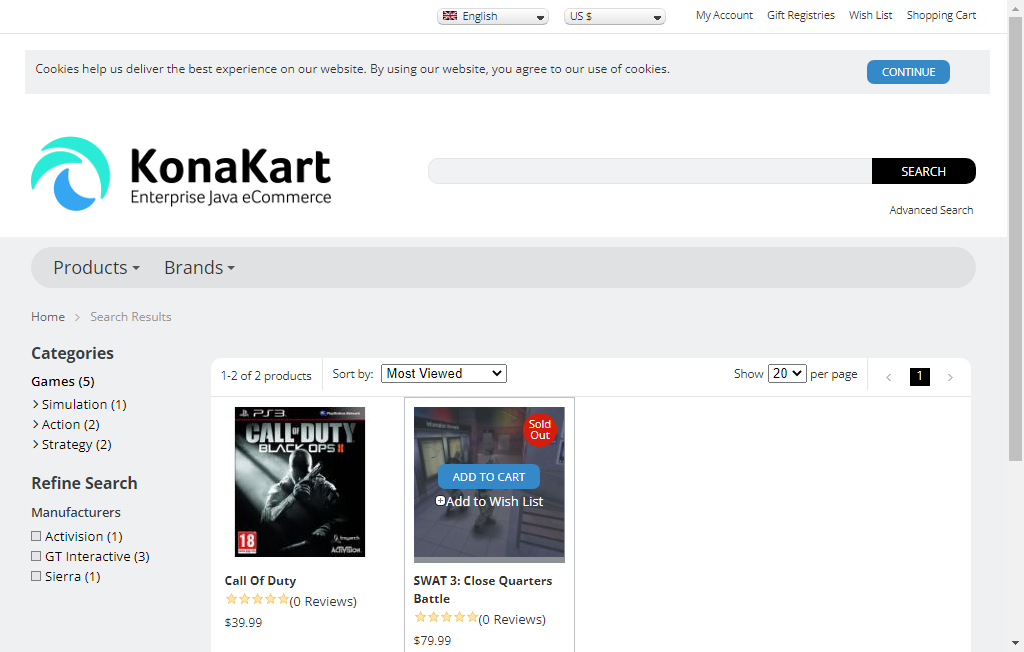 English
US $
My Account
Gift Registries
Wish List
Shopping Cart
Cookies help us deliver the best experience on our website. By using our website, you agree to our use of cookies.
CONTINUE
KonaKart
Enterprise Java eCommerce
SEARCH
Advanced Search
Products
Brands
Home
Search Results
Categories
Games (5)
Simulation (1)
Action (2)
Strategy (2)
Refine Search
Manufacturers
Activision (1)
GT Interactive (3)
Sierra (1)
1-2 of 2 products
Sort by:
Most Viewed
Show
20
per page
1
PS3
CALL OF DUTY
BLACK OPS II
18
ACTIVISION
Call Of Duty
(0 Reviews)
$39.99
Sold
Out
ADD TO CART
Add to Wish List
SWAT 3: Close Quarters
Battle
(0 Reviews)
$79.99